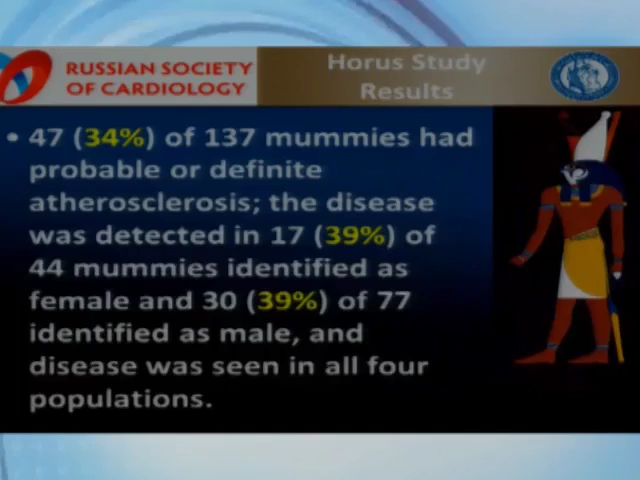 RUSSIAN SOCIETY
OF CARDIOLOGY
Horus Study
Results
• 47 (34%) of 137 mummies had
probable or definite
atherosclerosis; the disease
was detected in 17 (39%) of
44 mummies identified as
female and 30 (39%) of 77
identified as male, and
disease was seen in all four
populations.